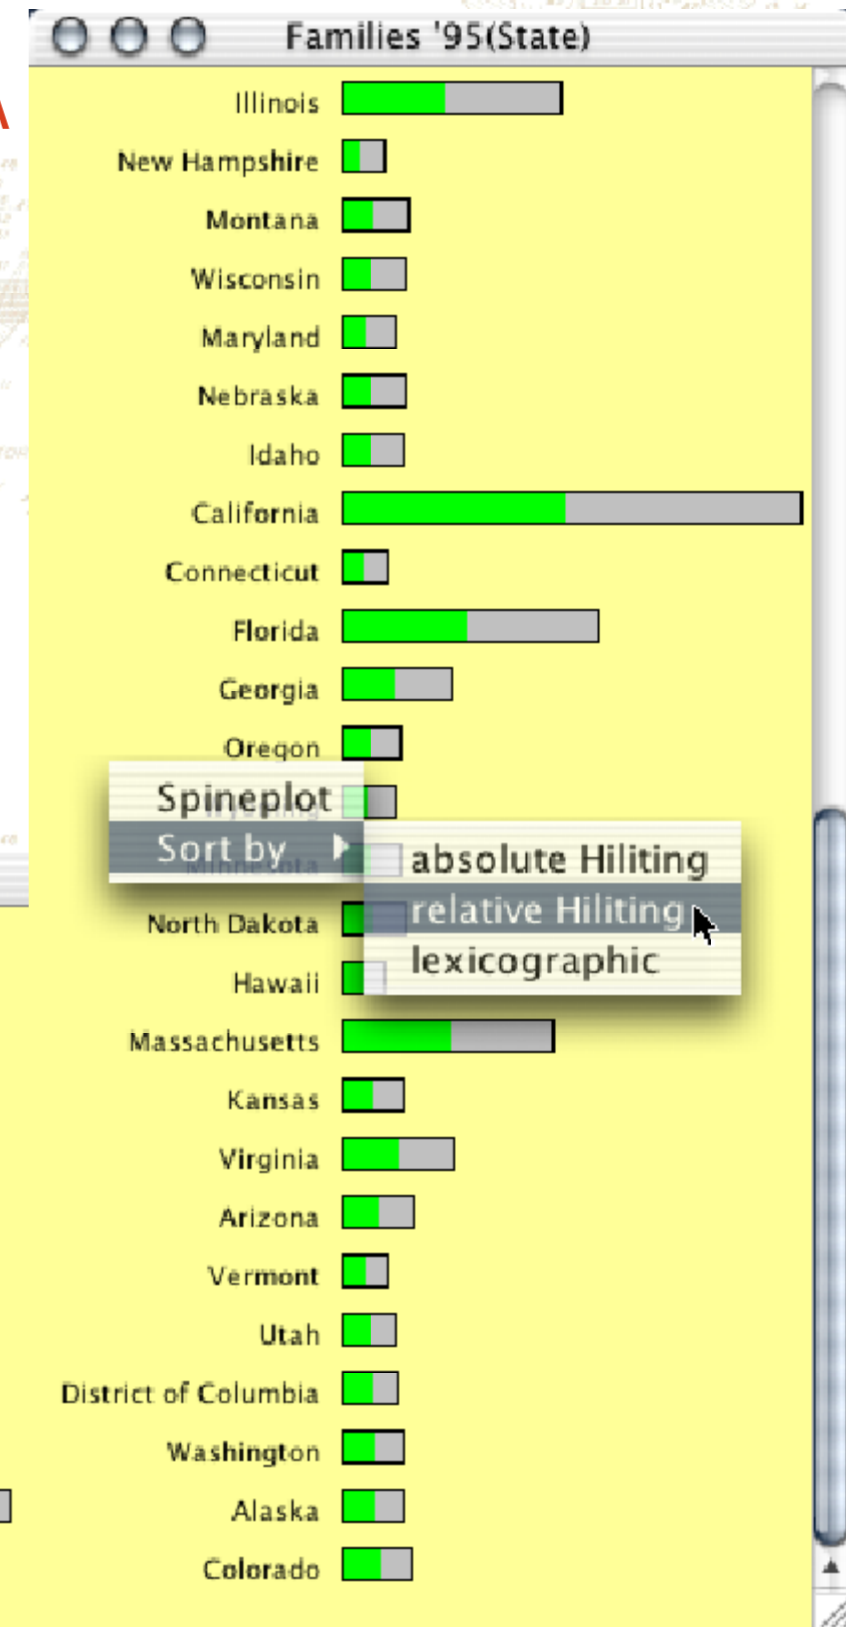 Families '95(State)
Illinois
New Hampshire
Montana
Wisconsin
Maryland
Nebraska
Idaho
California
Connecticut
Florida
Georgia
Oregon
Spineplot
Sort by
Minnesota
absolute Hiliting
relative Hiliting
lexicographic
North Dakota
Hawaii
Massachusetts
Kansas
Virginia
Arizona
Vermont
Utah
District of Columbia
Washington
Alaska
Colorado